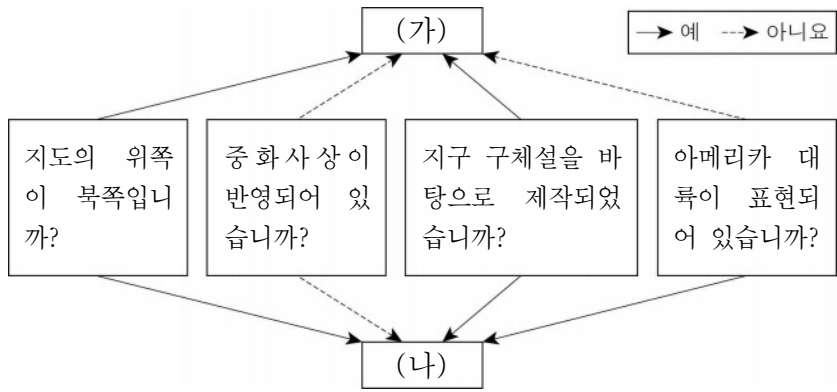 (가)
예 아니요
지도의 위쪽
이 북쪽입니
까?
중화사상이
반영되어 있
습니까?
지구 구체설을 바
탕으로 제작되었
습니까?
아메리카 대
륙이 표현되
어 있습니까?
(나)